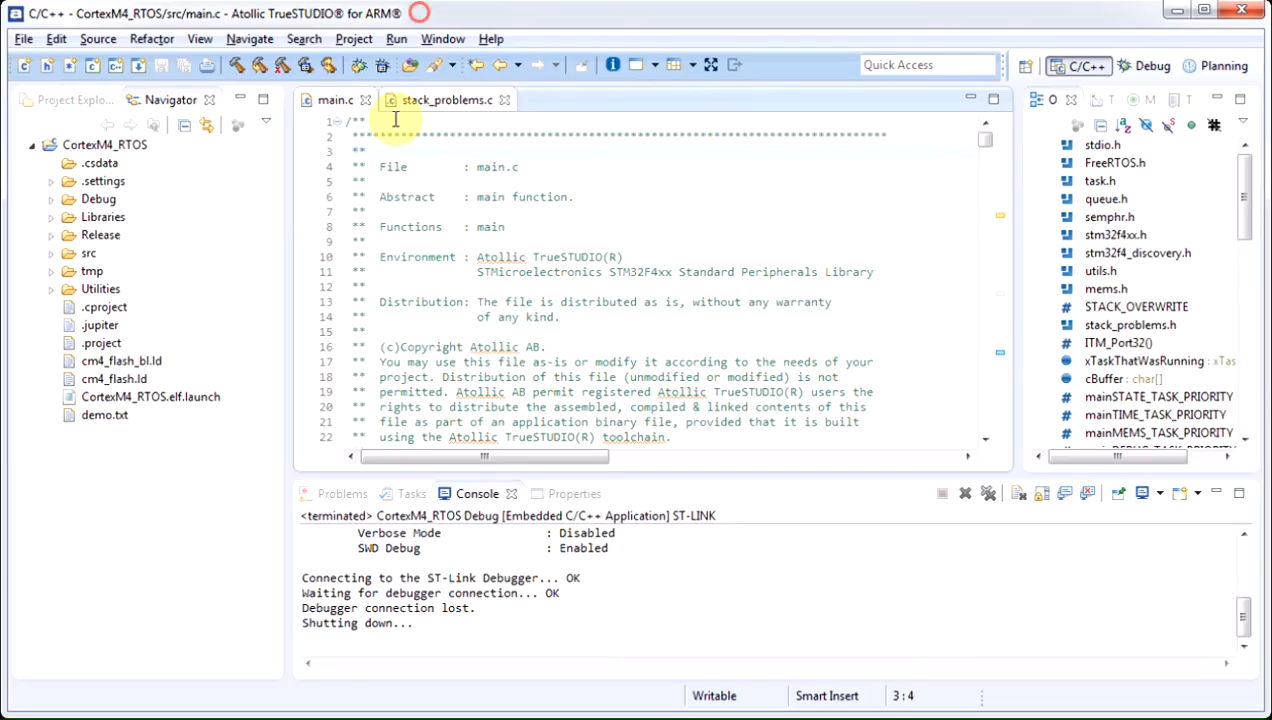 C/C++ - CortexM4_RTOS/src/main.c - Atollic TrueSTUDIO® for ARM®
File Edit Source Refactor View Navigate Search Project Run Window Help
Quick Access
C/C++ Debug Planning
Project Explo... Navigator
CortexM4_RTOS
.csdata
.settings
Debug
Libraries
Release
src
tmp
Utilities
.cproject
.jupiter
.project
cm4_flash_bl.ld
cm4_flash.ld
CortexM4_RTOS.elf.launch
demo.txt
main.c stack_problems.c
1 /**
2 *****************************************************************************
3 **
4 ** File : main.c
5 **
6 ** Abstract : main function.
7 **
8 ** Functions : main
9 **
10 ** Environment : Atollic TrueSTUDIO(R)
11 ** STMicroelectronics STM32F4xx Standard Peripherals Library
12 **
13 ** Distribution: The file is distributed as is, without any warranty
14 ** of any kind.
15 **
16 ** (c)Copyright Atollic AB.
17 ** You may use this file as-is or modify it according to the needs of your
18 ** project. Distribution of this file (unmodified or modified) is not
19 ** permitted. Atollic AB permit registered Atollic TrueSTUDIO(R) users the
20 ** rights to distribute the assembled, compiled & linked contents of this
21 ** file as part of an application binary file, provided that it is built
22 ** using the Atollic TrueSTUDIO(R) toolchain.
O T M T
stdio.h
FreeRTOS.h
task.h
queue.h
semphr.h
stm32f4xx.h
stm32f4_discovery.h
utils.h
mems.h
STACK_OVERWRITE
stack_problems.h
ITM_Port32()
xTaskThatWasRunning : xTas
cBuffer : char[]
mainSTATE_TASK_PRIORITY
mainTIME_TASK_PRIORITY
mainMEMS_TASK_PRIORITY
Problems Tasks Console Properties
<terminated> CortexM4_RTOS Debug [Embedded C/C++ Application] ST-LINK
Verbose Mode : Disabled
SWD Debug : Enabled
Connecting to the ST-Link Debugger... OK
Waiting for debugger connection... OK
Debugger connection lost.
Shutting down...
Writable Smart Insert 3 : 4